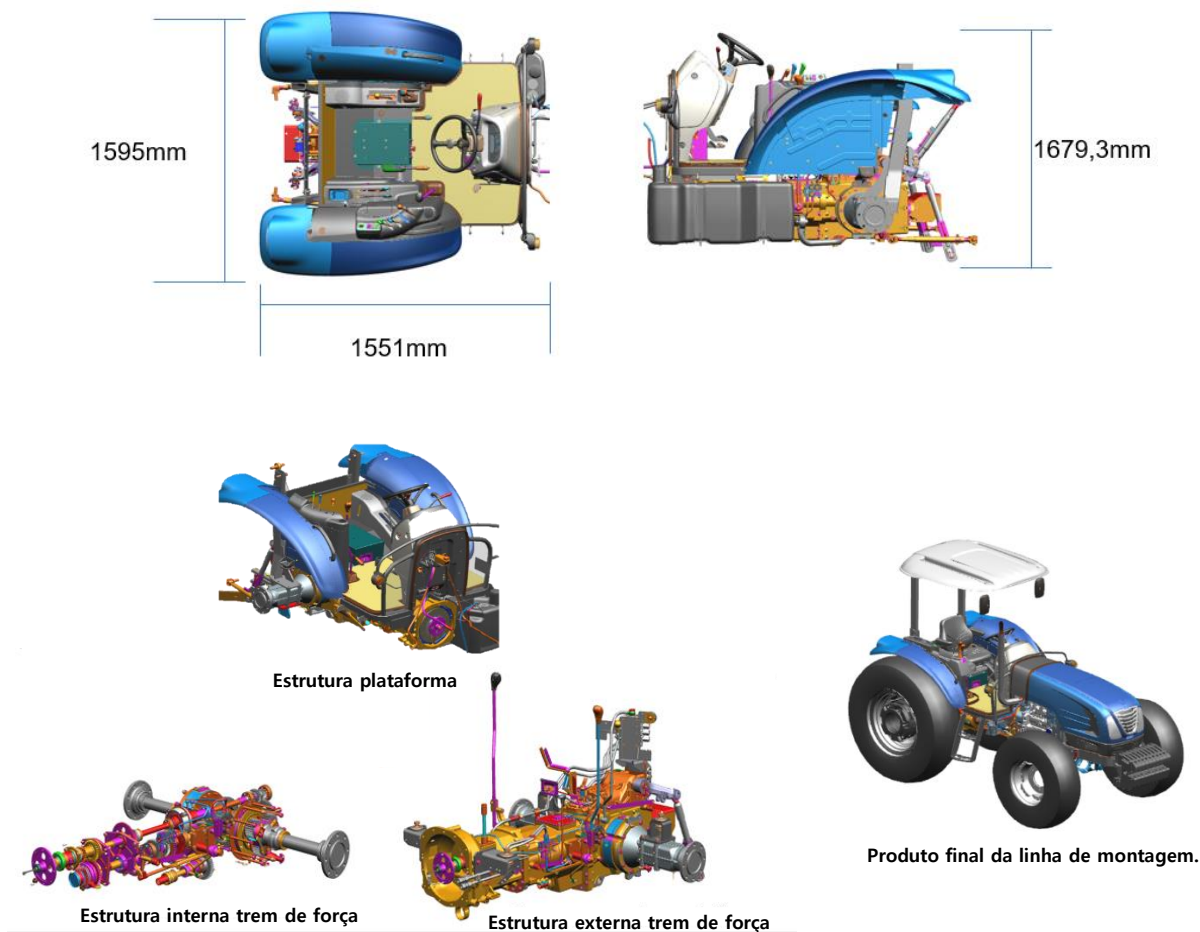 1595mm
1679,3mm
1551mm
Estrutura plataforma
Produto final da linha de montagem.
Estrutura interna trem de força
Estrutura externa trem de força